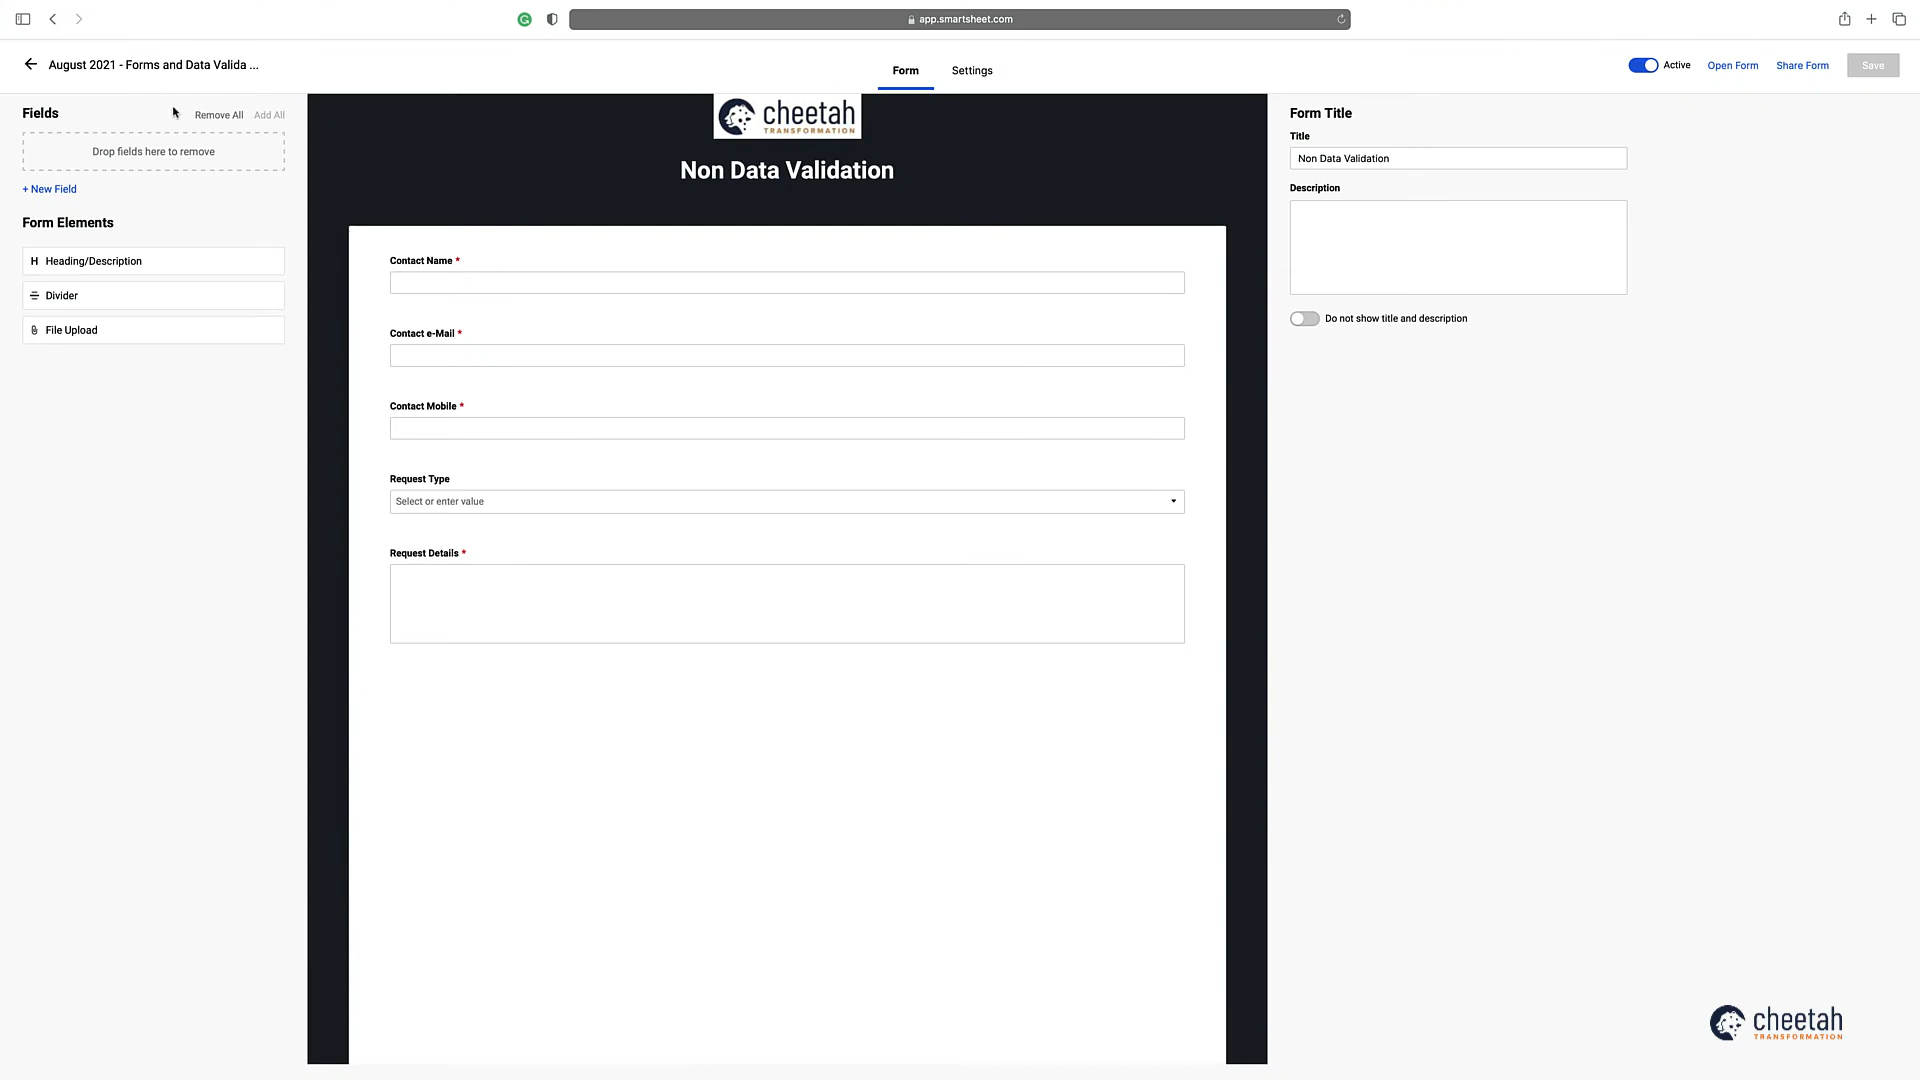 app.smartsheet.com
August 2021 - Forms and Data Valida ...
Form
Settings
Active
Open Form
Share Form
Save
Fields
Remove All
Add All
Drop fields here to remove
+ New Field
Form Elements
H Heading/Description
Divider
File Upload
cheetah
TRANSFORMATION
Non Data Validation
Contact Name *
Contact e-Mail *
Contact Mobile *
Request Type
Select or enter value
Request Details *
Form Title
Title
Non Data Validation
Description
Do not show title and description
cheetah
TRANSFORMATION